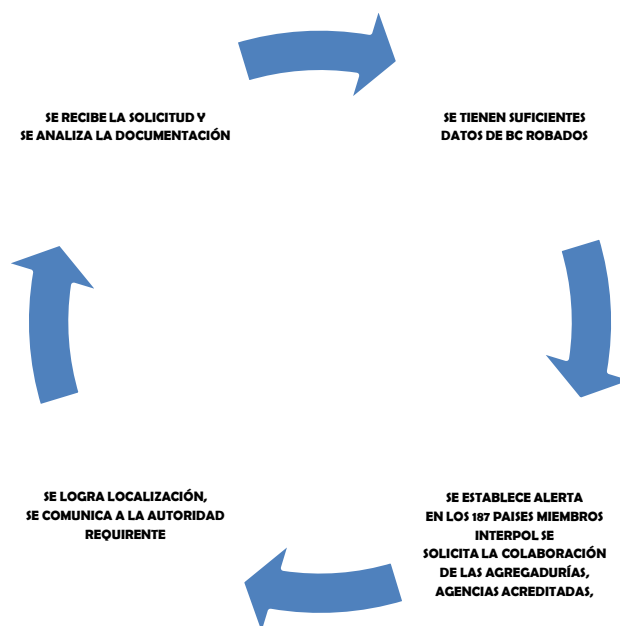 SE RECIBE LA SOLICITUD Y
SE ANALIZA LA DOCUMENTACIÓN
SE TIENEN SUFICIENTES
DATOS DE BC ROBADOS
SE ESTABLECE ALERTA
EN LOS 187 PAISES MIEMBROS
INTERPOL SE
SOLICITA LA COLABORACIÓN
DE LAS AGREGADURÍAS,
AGENCIAS ACREDITADAS,
SE LOGRA LOCALIZACIÓN,
SE COMUNICA A LA AUTORIDAD
REQUIRENTE